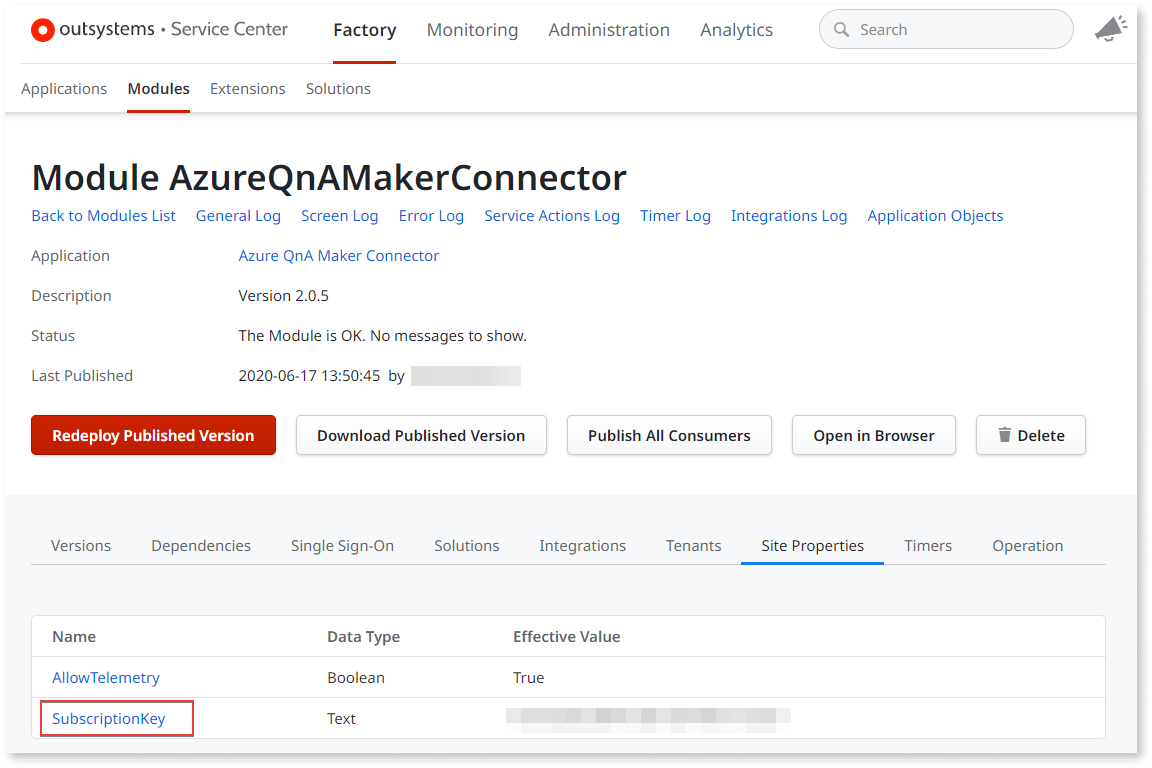 outsystems • Service Center Factory Monitoring Administration Analytics Search
Applications Modules Extensions Solutions
Module AzureQnAMakerConnector
Back to Modules List General Log Screen Log Error Log Service Actions Log Timer Log Integrations Log Application Objects
Application Azure QnA Maker Connector
Description Version 2.0.5
Status The Module is OK. No messages to show.
Last Published 2020-06-17 13:50:45 by
Redeploy Published Version Download Published Version Publish All Consumers Open in Browser Delete
Versions Dependencies Single Sign-On Solutions Integrations Tenants Site Properties Timers Operation
Name Data Type Effective Value
AllowTelemetry Boolean True
SubscriptionKey Text